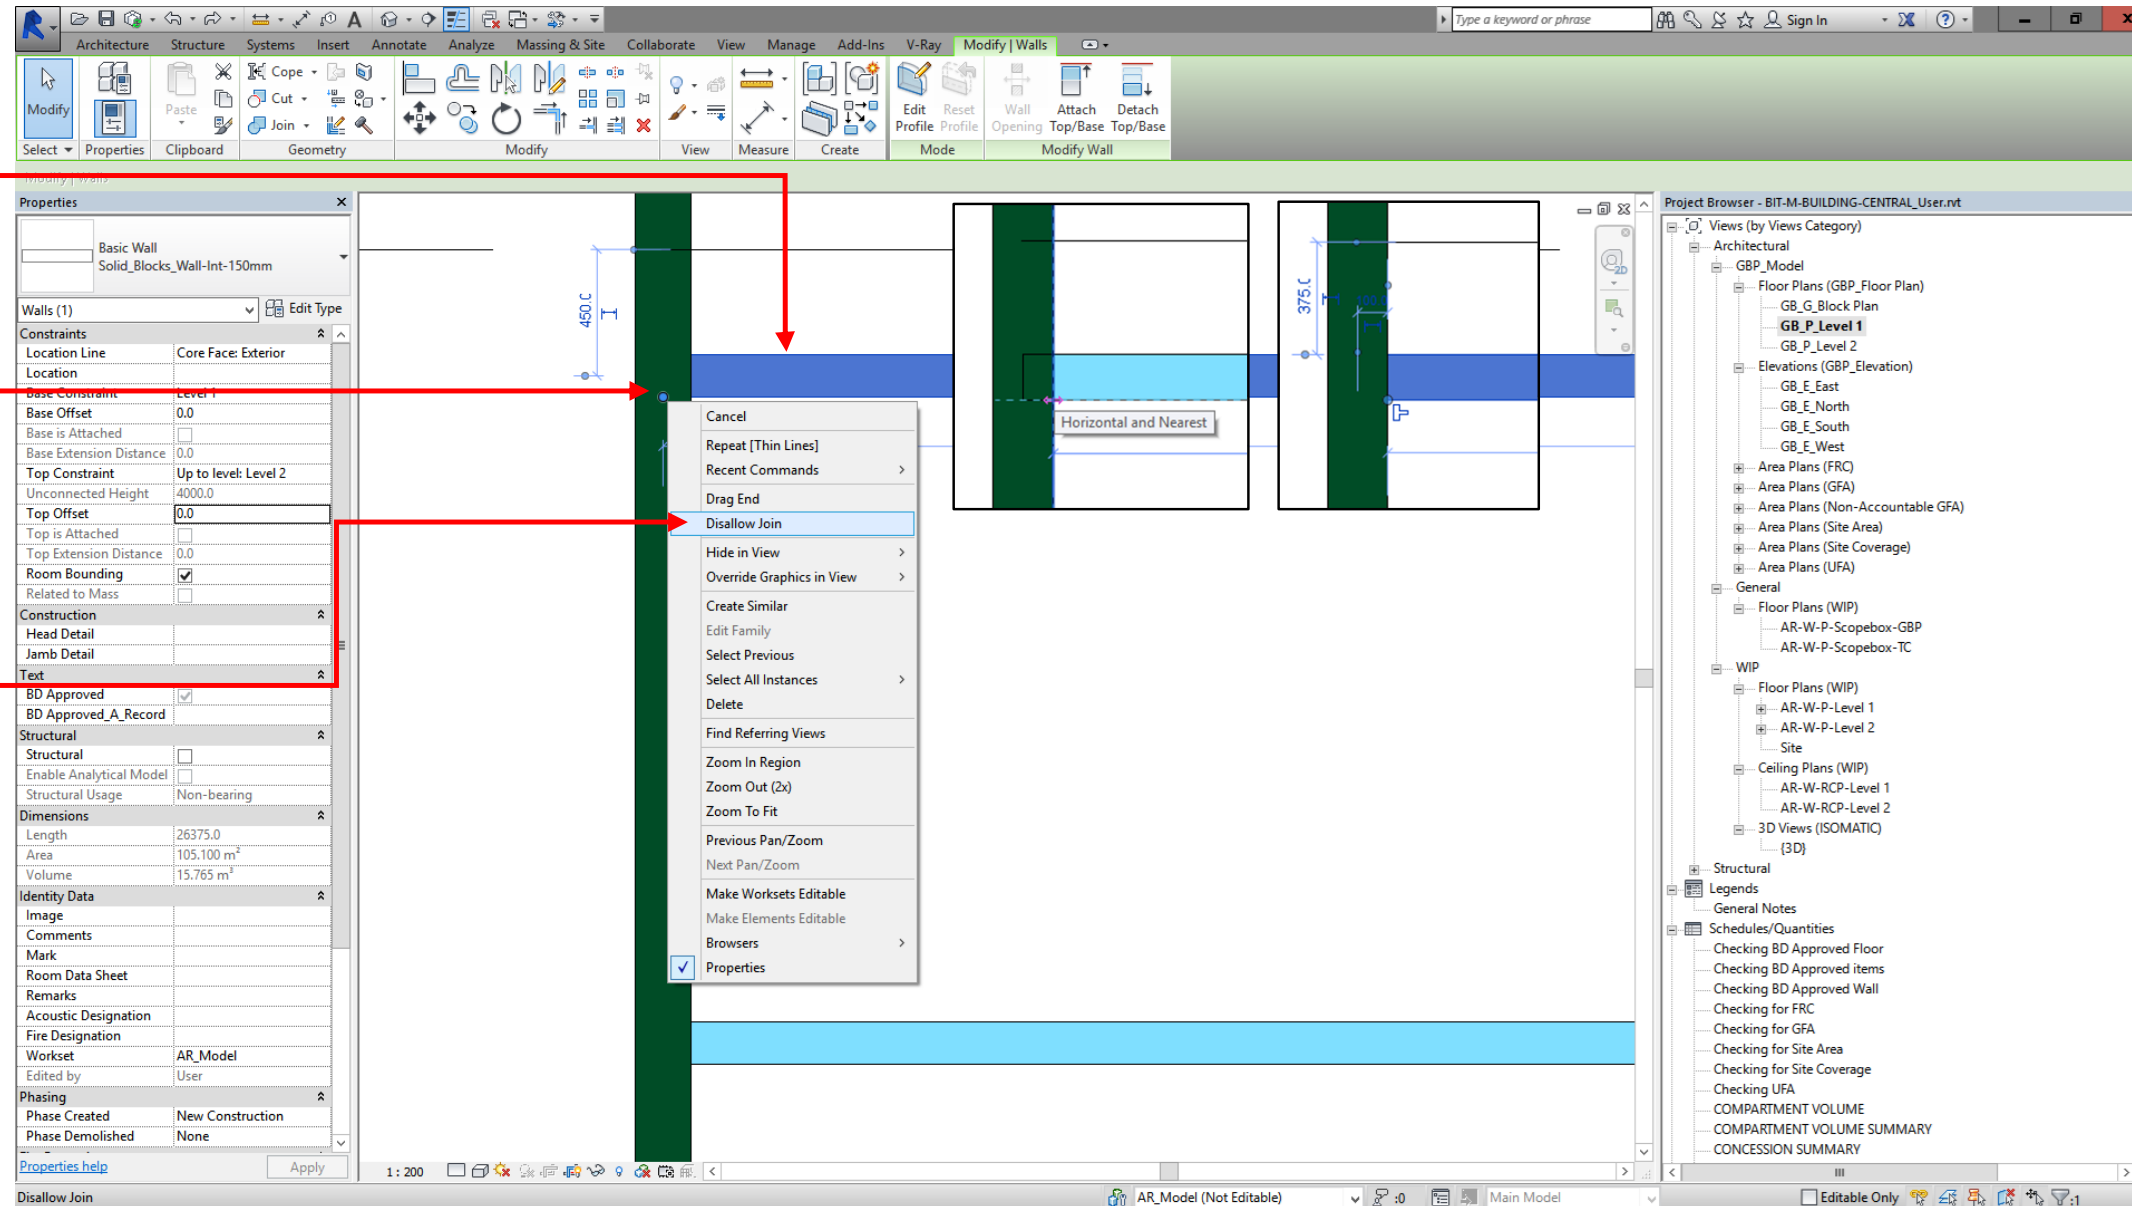 Type a keyword or phrase
Sign In
Architecture Structure Systems Insert Annotate Analyze Massing & Site Collaborate View Manage Add-Ins V-Ray Modify | Walls
Modify
Paste
Cope
Cut
Join
Edit Profile
Reset Profile
Wall Opening
Attach Top/Base
Detach Top/Base
Select Properties Clipboard Geometry Modify View Measure Create Mode Modify Wall
Modify | Walls
Properties
Basic Wall
Solid_Blocks_Wall-Int-150mm
Walls (1) Edit Type
Constraints
Location Line Core Face: Exterior
Location
Base Constraint Level 1
Base Offset 0.0
Base is Attached
Base Extension Distance 0.0
Top Constraint Up to level: Level 2
Unconnected Height 4000.0
Top Offset 0.0
Top is Attached
Top Extension Distance 0.0
Room Bounding
Related to Mass
Construction
Head Detail
Jamb Detail
Text
BD Approved
BD Approved_A_Record
Structural
Structural
Enable Analytical Model
Structural Usage Non-bearing
Dimensions
Length 26375.0
Area 105.100 m²
Volume 15.765 m³
Identity Data
Image
Comments
Mark
Room Data Sheet
Remarks
Acoustic Designation
Fire Designation
Workset AR_Model
Edited by User
Phasing
Phase Created New Construction
Phase Demolished None
Properties help Apply
450.0
Cancel
Repeat [Thin Lines]
Recent Commands
Drag End
Disallow Join
Hide in View
Override Graphics in View
Create Similar
Edit Family
Select Previous
Select All Instances
Delete
Find Referring Views
Zoom In Region
Zoom Out (2x)
Zoom To Fit
Previous Pan/Zoom
Next Pan/Zoom
Make Worksets Editable
Make Elements Editable
Browsers
Properties
Horizontal and Nearest
375.0
2D
Project Browser - BIT-M-BUILDING-CENTRAL_User.rvt
Views (by Views Category)
Architectural
GBP_Model
Floor Plans (GBP_Floor Plan)
GB_G_Block Plan
GB_P_Level 1
GB_P_Level 2
Elevations (GBP_Elevation)
GB_E_East
GB_E_North
GB_E_South
GB_E_West
Area Plans (FRC)
Area Plans (GFA)
Area Plans (Non-Accountable GFA)
Area Plans (Site Area)
Area Plans (Site Coverage)
Area Plans (UFA)
General
Floor Plans (WIP)
AR-W-P-Scopebox-GBP
AR-W-P-Scopebox-TC
WIP
Floor Plans (WIP)
AR-W-P-Level 1
AR-W-P-Level 2
Site
Ceiling Plans (WIP)
AR-W-RCP-Level 1
AR-W-RCP-Level 2
3D Views (ISOMATIC)
{3D}
Structural
Legends
General Notes
Schedules/Quantities
Checking BD Approved Floor
Checking BD Approved items
Checking BD Approved Wall
Checking for FRC
Checking for GFA
Checking for Site Area
Checking for Site Coverage
Checking UFA
COMPARTMENT VOLUME
COMPARTMENT VOLUME SUMMARY
CONCESSION SUMMARY
1 : 200
Disallow Join
AR_Model (Not Editable)
:0
Main Model
Editable Only
:1